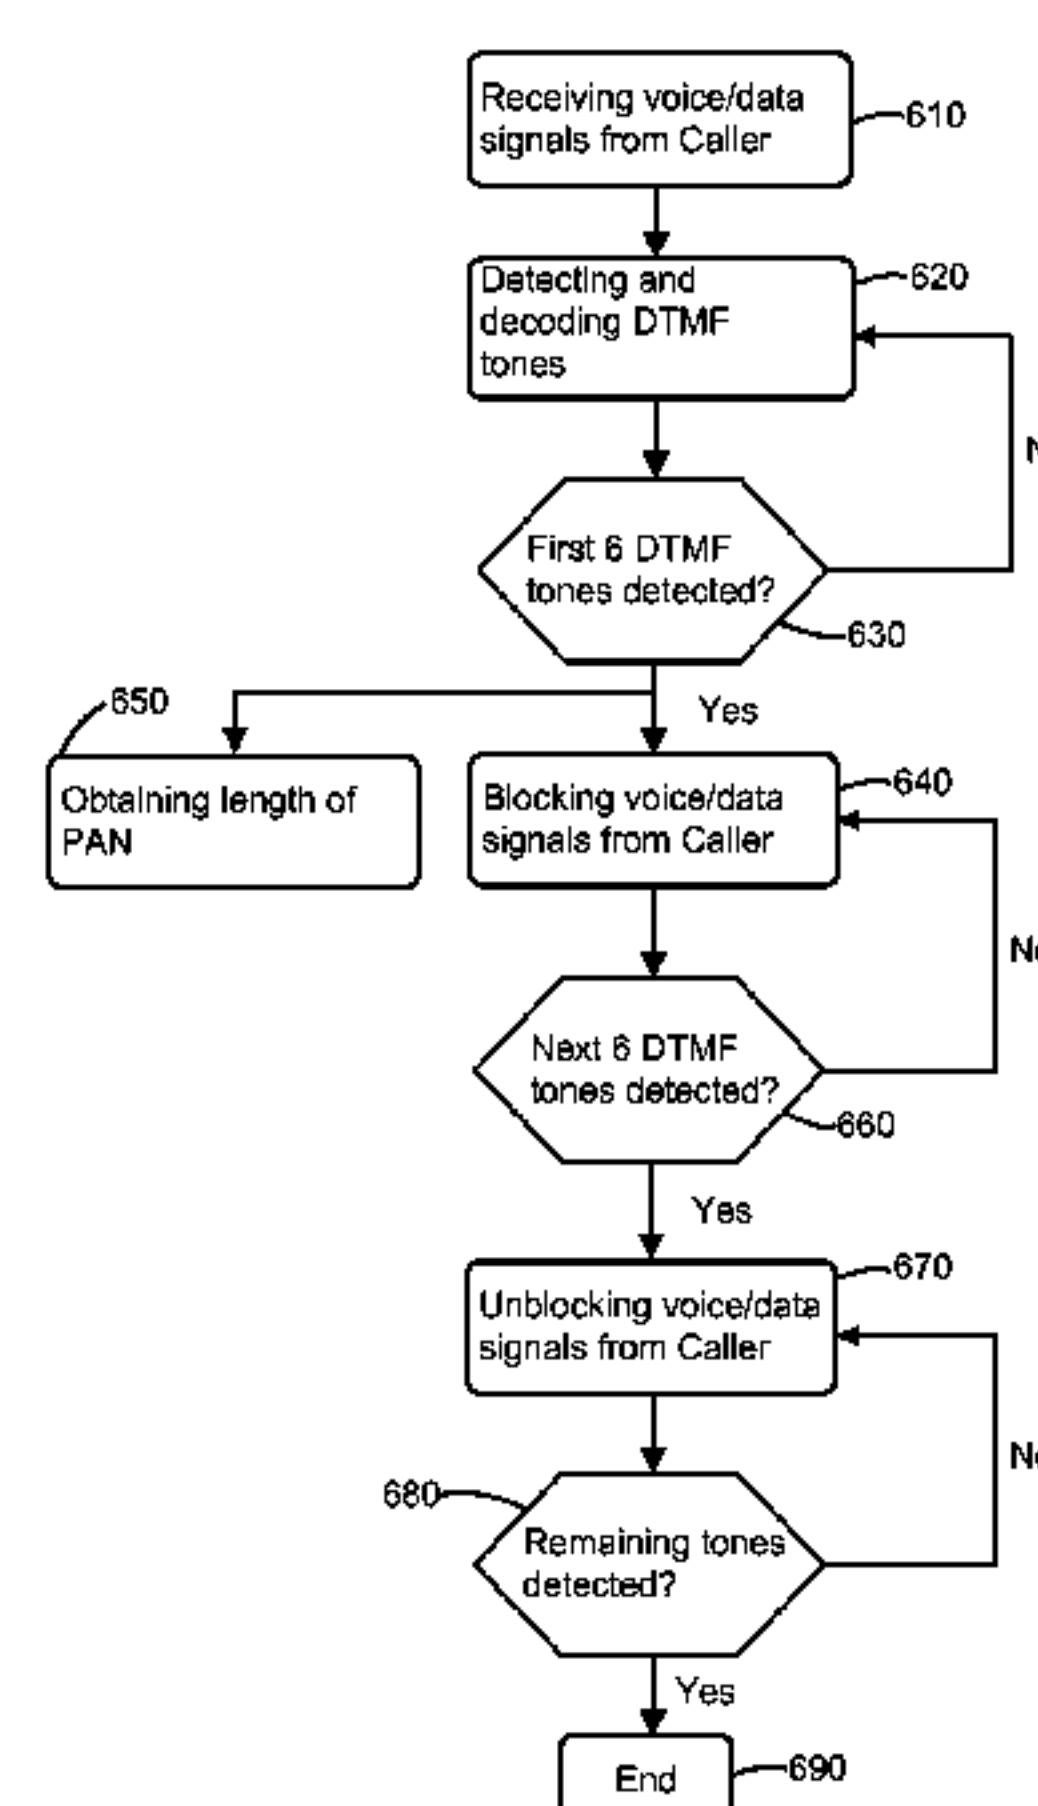 Receiving voice/data
signals from Caller
610
Detecting and
decoding DTMF
tones
620
First 6 DTMF
tones detected?
630
Yes
650
Obtaining length of
PAN
Blocking voice/data
signals from Caller
640
Next 6 DTMF
tones detected?
660
Yes
Unblocking voice/data
signals from Caller
670
680
Remaining tones
detected?
Yes
End
690